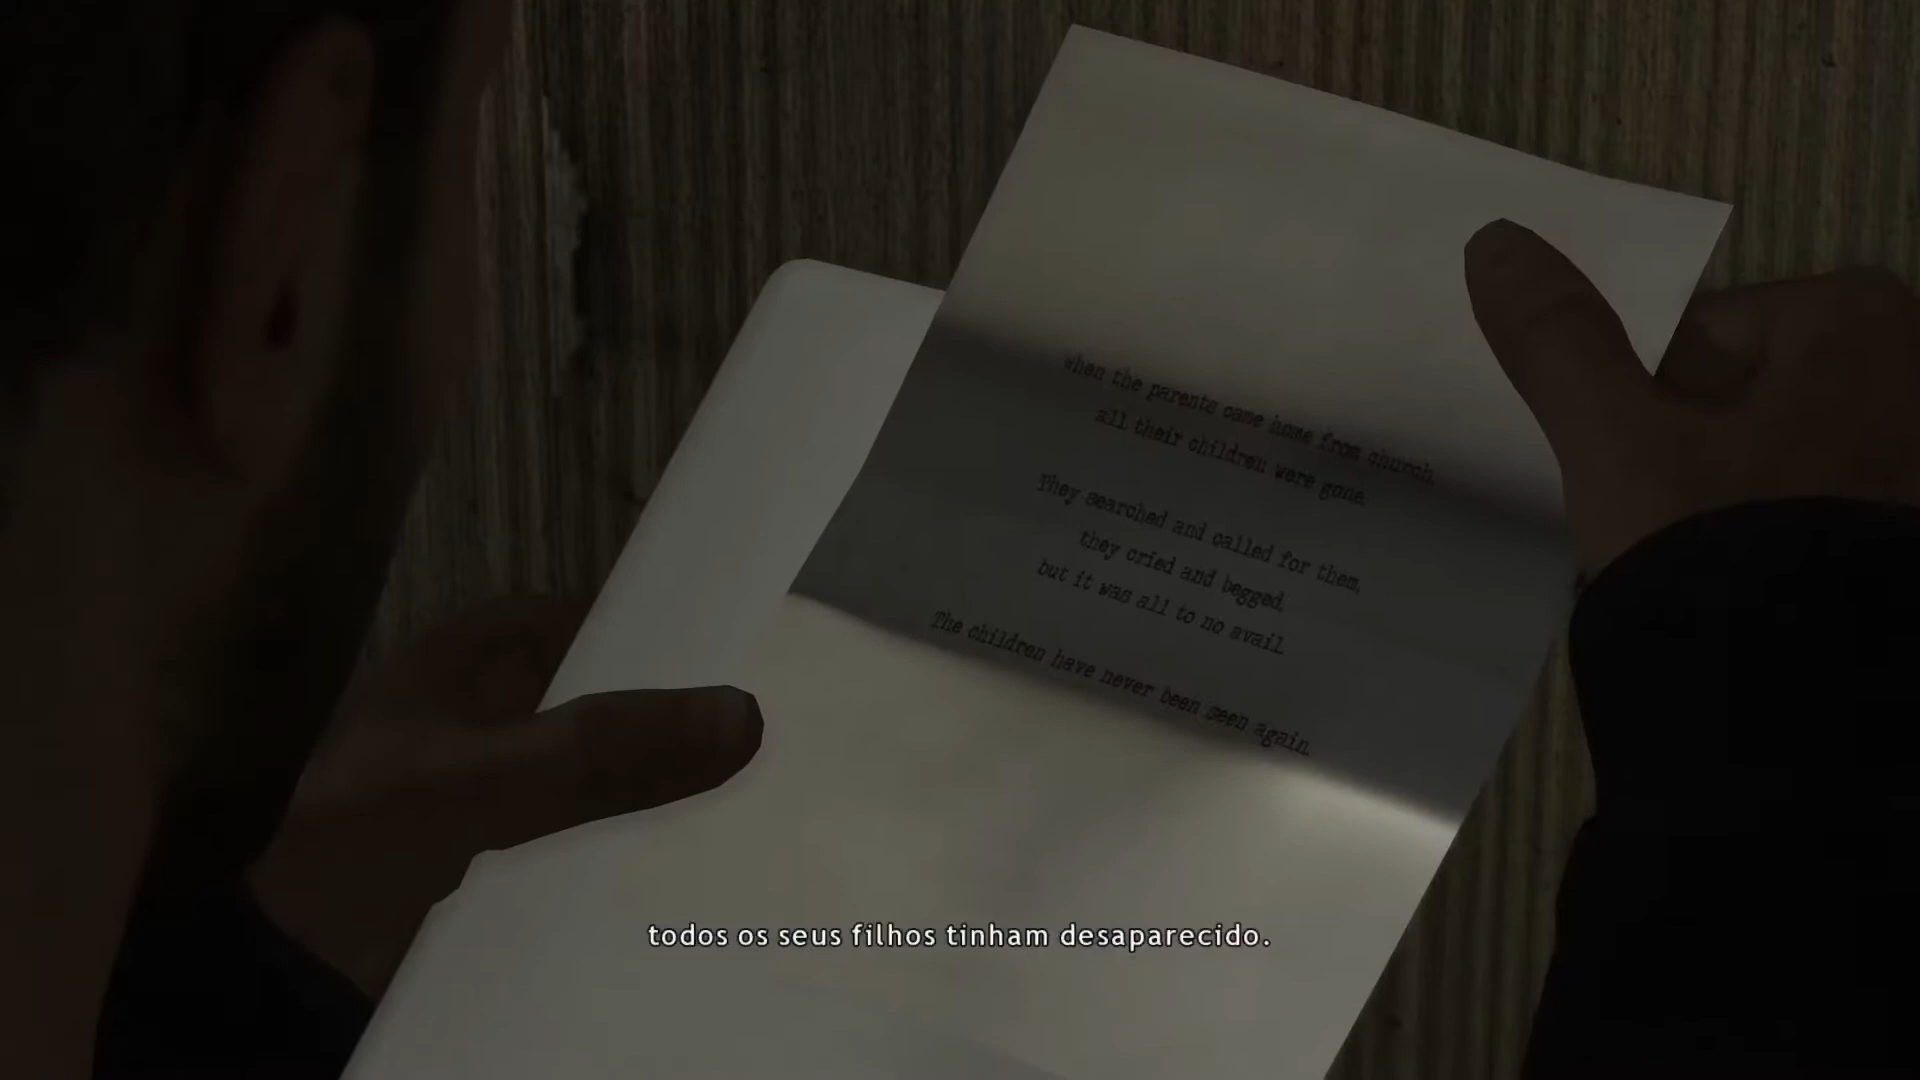 when the parents came home from church,
all their children were gone.
They searched and called for them,
they cried and begged,
but it was all to no avail.
The children have never been seen again.
todos os seus filhos tinham desaparecido.